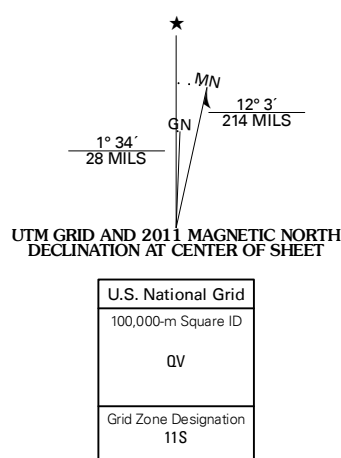 ★
MN
GN
12° 3´
214 MILS
1° 34´
28 MILS
UTM GRID AND 2011 MAGNETIC NORTH
DECLINATION AT CENTER OF SHEET
U.S. National Grid
100,000-m Square ID
QV
Grid Zone Designation
11S